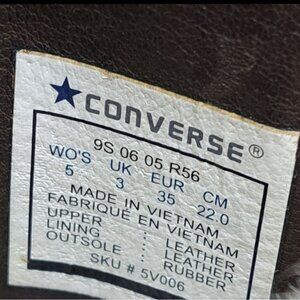 ★CONVERSE®
9S 06 05 R56
WO'S UK EUR CM
5 3 35 22.0
MADE IN VIETNAM
FABRIQUÉ EN VIETNAM
UPPER : LEATHER
LINING : LEATHER
OUTSOLE : RUBBER
SKU # 5V006